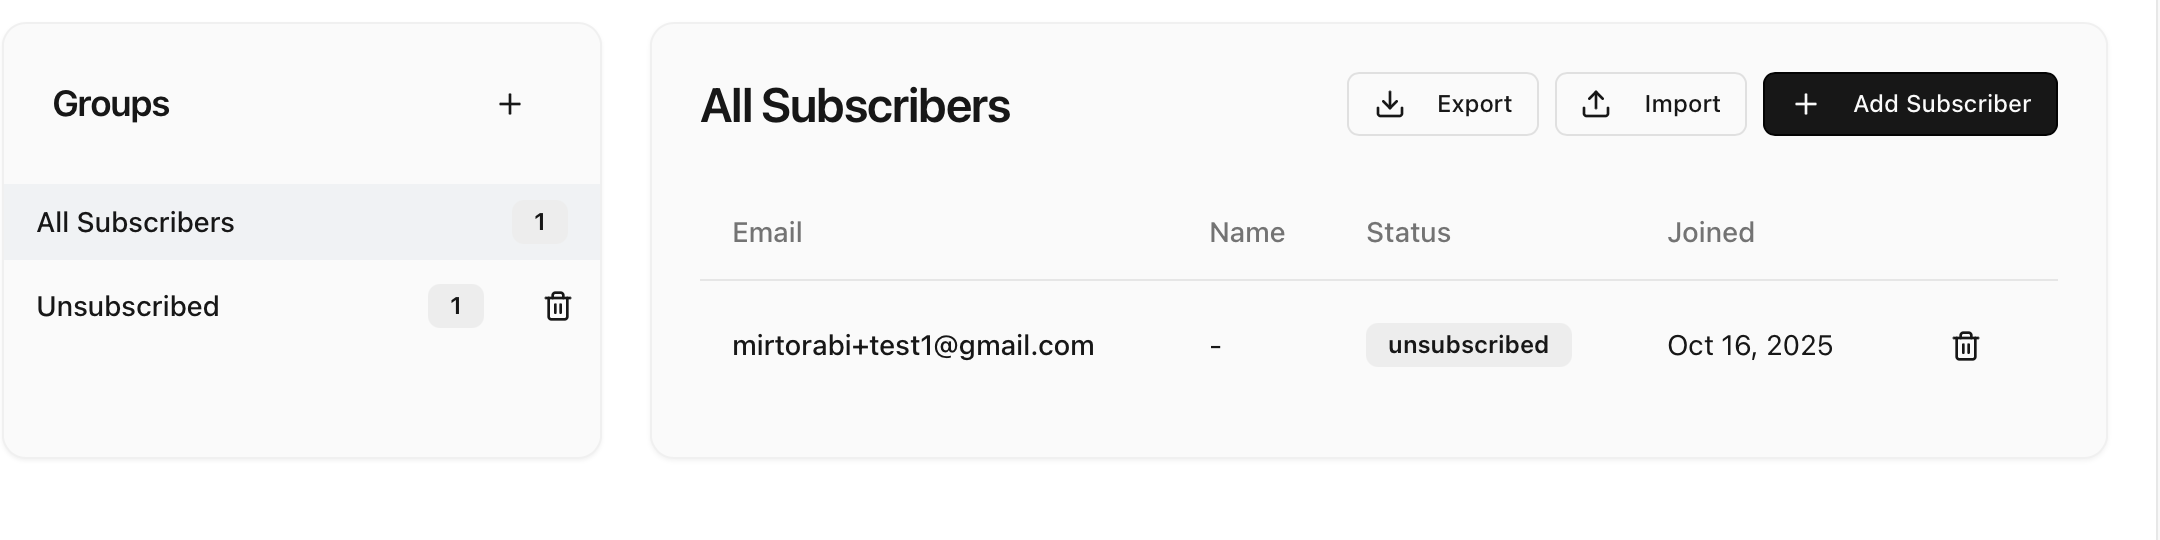 Groups
All Subscribers 1
Unsubscribed 1
All Subscribers
Export Import Add Subscriber
Email Name Status Joined
mirtorabi+test1@gmail.com - unsubscribed Oct 16, 2025